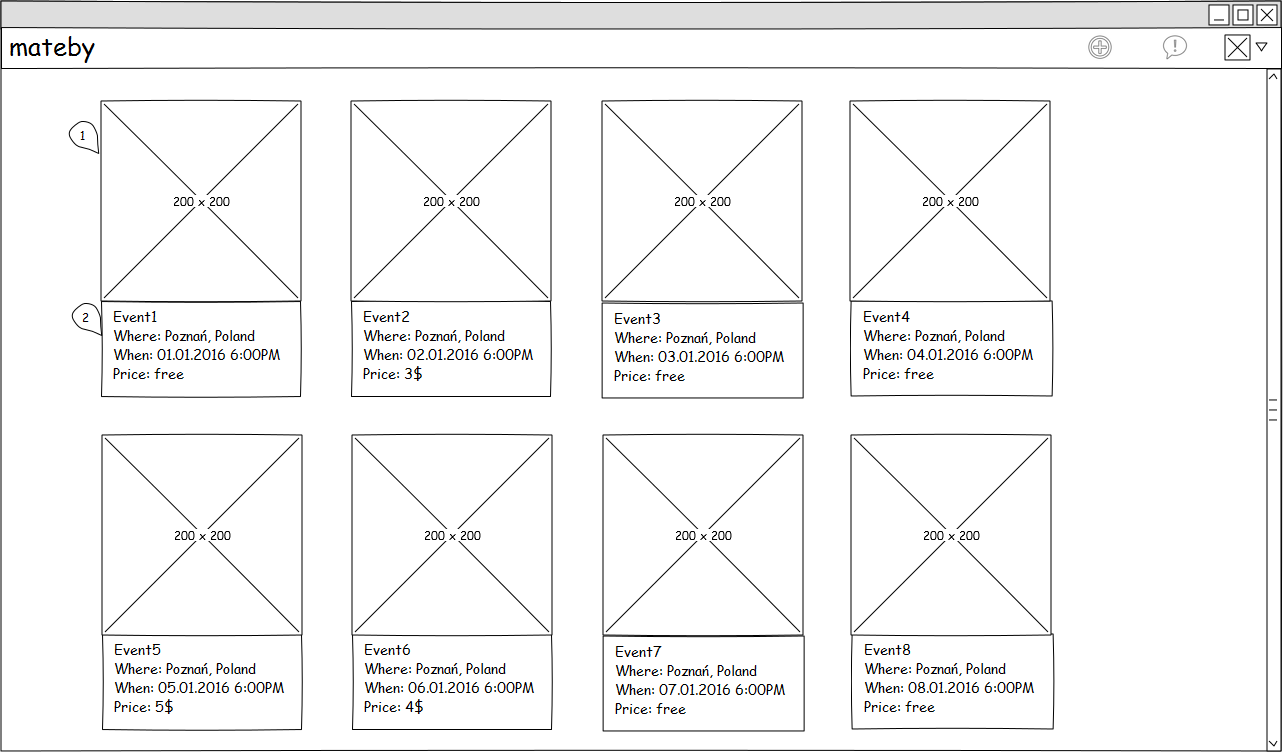 mateby
1
200 x 200
200 x 200
200 x 200
200 x 200
2
Event1
Where: Poznań, Poland
When: 01.01.2016 6:00PM
Price: free
Event2
Where: Poznań, Poland
When: 02.01.2016 6:00PM
Price: 3$
Event3
Where: Poznań, Poland
When: 03.01.2016 6:00PM
Price: free
Event4
Where: Poznań, Poland
When: 04.01.2016 6:00PM
Price: free
200 x 200
200 x 200
200 x 200
200 x 200
Event5
Where: Poznań, Poland
When: 05.01.2016 6:00PM
Price: 5$
Event6
Where: Poznań, Poland
When: 06.01.2016 6:00PM
Price: 4$
Event7
Where: Poznań, Poland
When: 07.01.2016 6:00PM
Price: free
Event8
Where: Poznań, Poland
When: 08.01.2016 6:00PM
Price: free